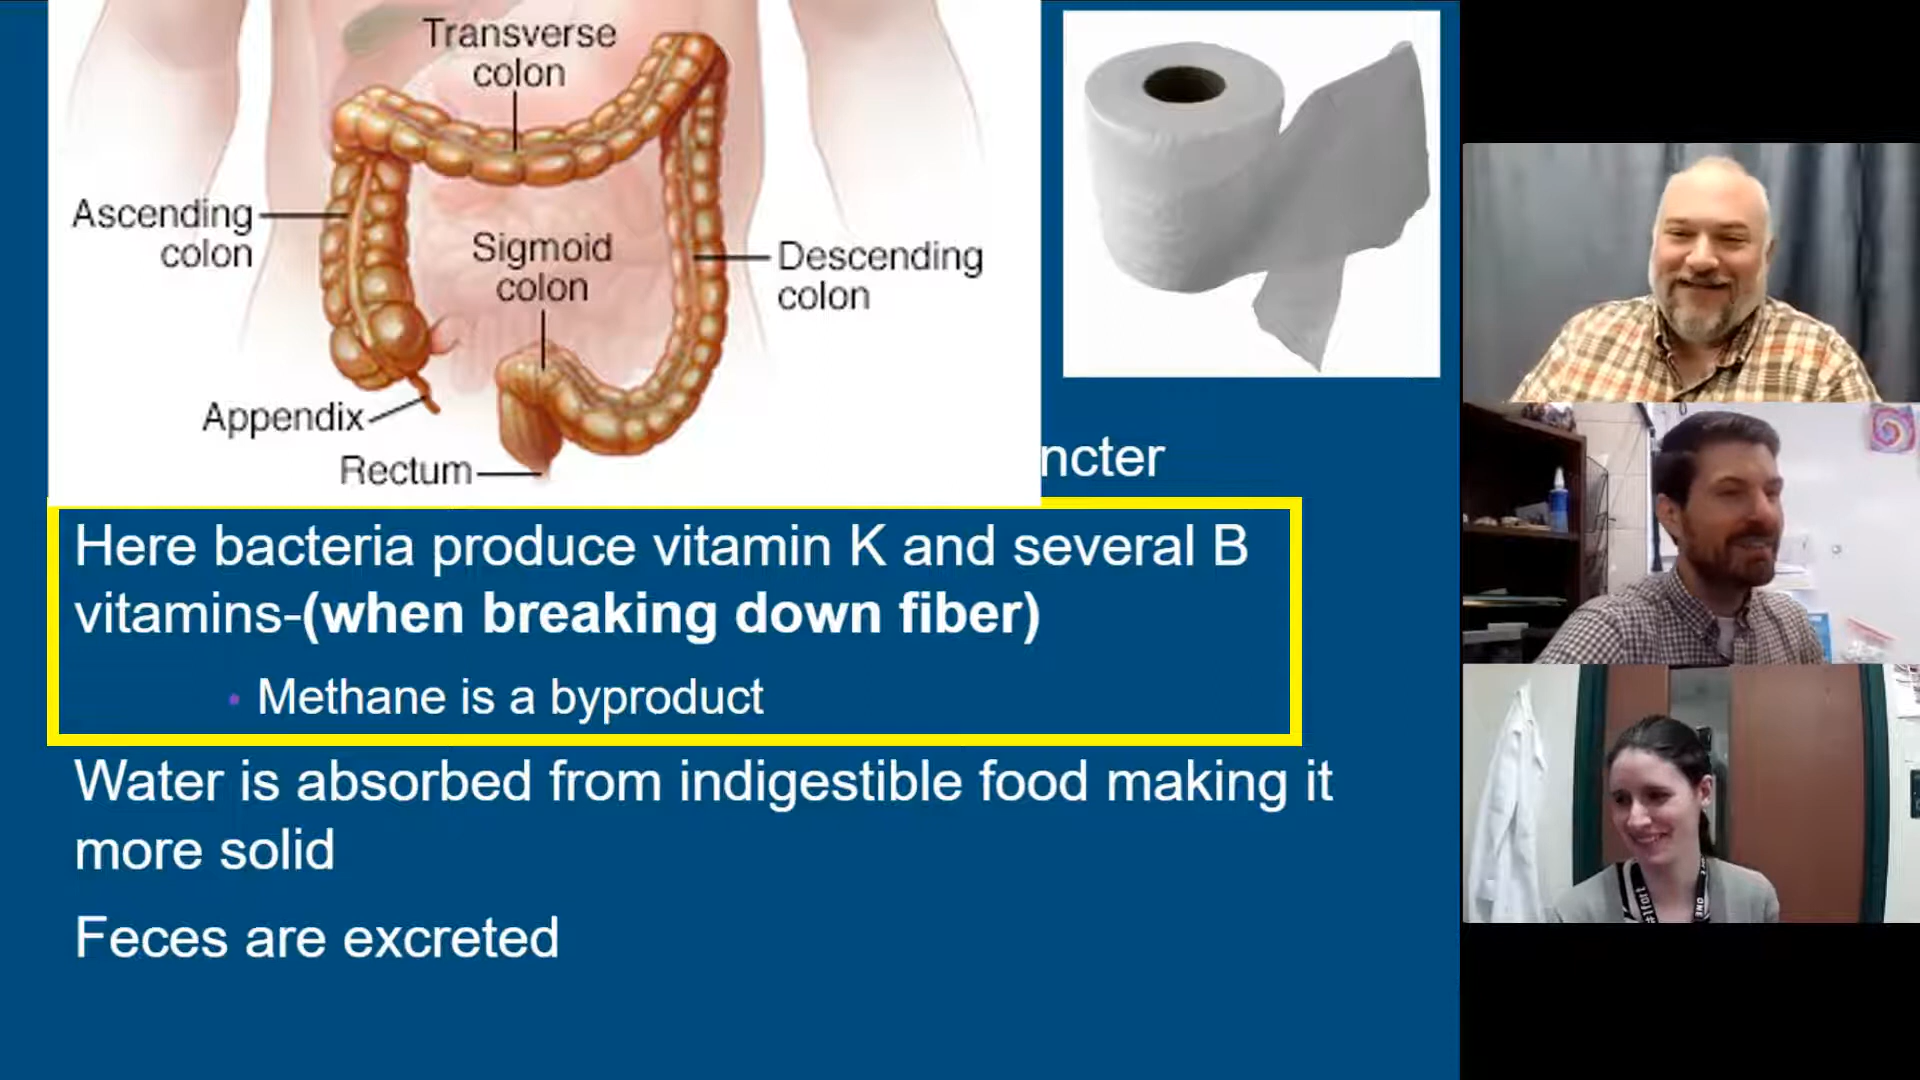 Transverse
colon
Ascending
colon
Sigmoid
colon
Descending
colon
Appendix
Rectum
ncter
Here bacteria produce vitamin K and several B
vitamins-(when breaking down fiber)
• Methane is a byproduct
Water is absorbed from indigestible food making it
more solid
Feces are excreted